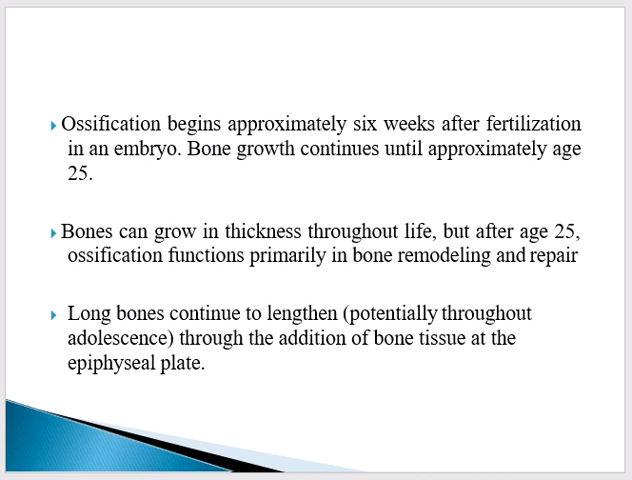 Ossification begins approximately six weeks after fertilization
in an embryo. Bone growth continues until approximately age
25.
Bones can grow in thickness throughout life, but after age 25,
ossification functions primarily in bone remodeling and repair
Long bones continue to lengthen (potentially throughout
adolescence) through the addition of bone tissue at the
epiphyseal plate.